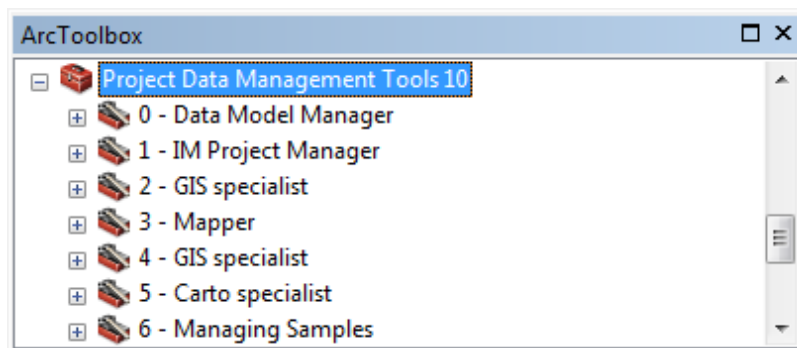 ArcToolbox
Project Data Management Tools 10
0 - Data Model Manager
1 - IM Project Manager
2 - GIS specialist
3 - Mapper
4 - GIS specialist
5 - Carto specialist
6 - Managing Samples